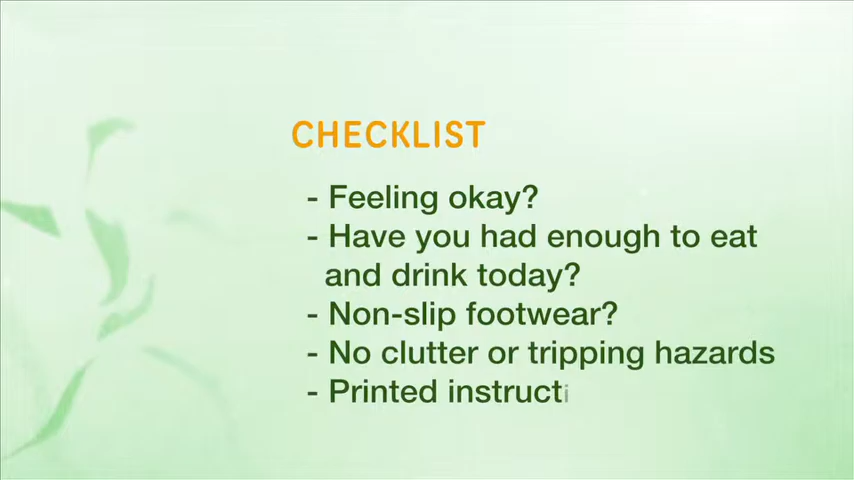 CHECKLIST
- Feeling okay?
- Have you had enough to eat
and drink today?
- Non-slip footwear?
- No clutter or tripping hazards
- Printed instructi